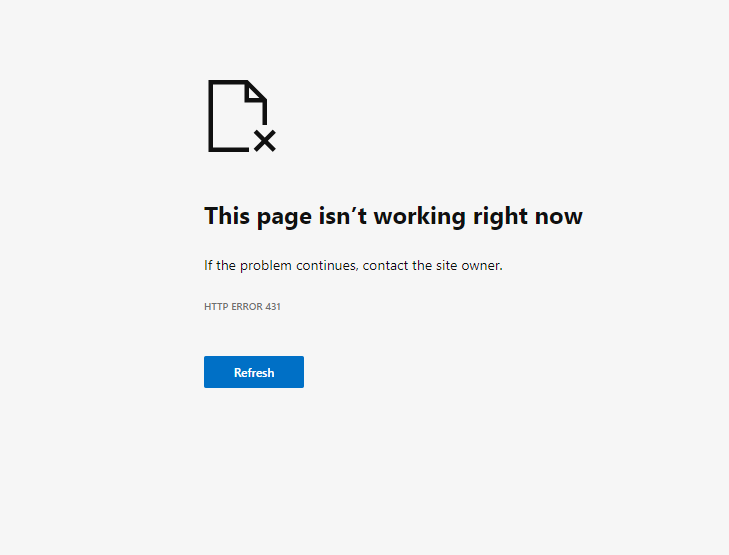 This page isn’t working right now
If the problem continues, contact the site owner.
HTTP ERROR 431
Refresh